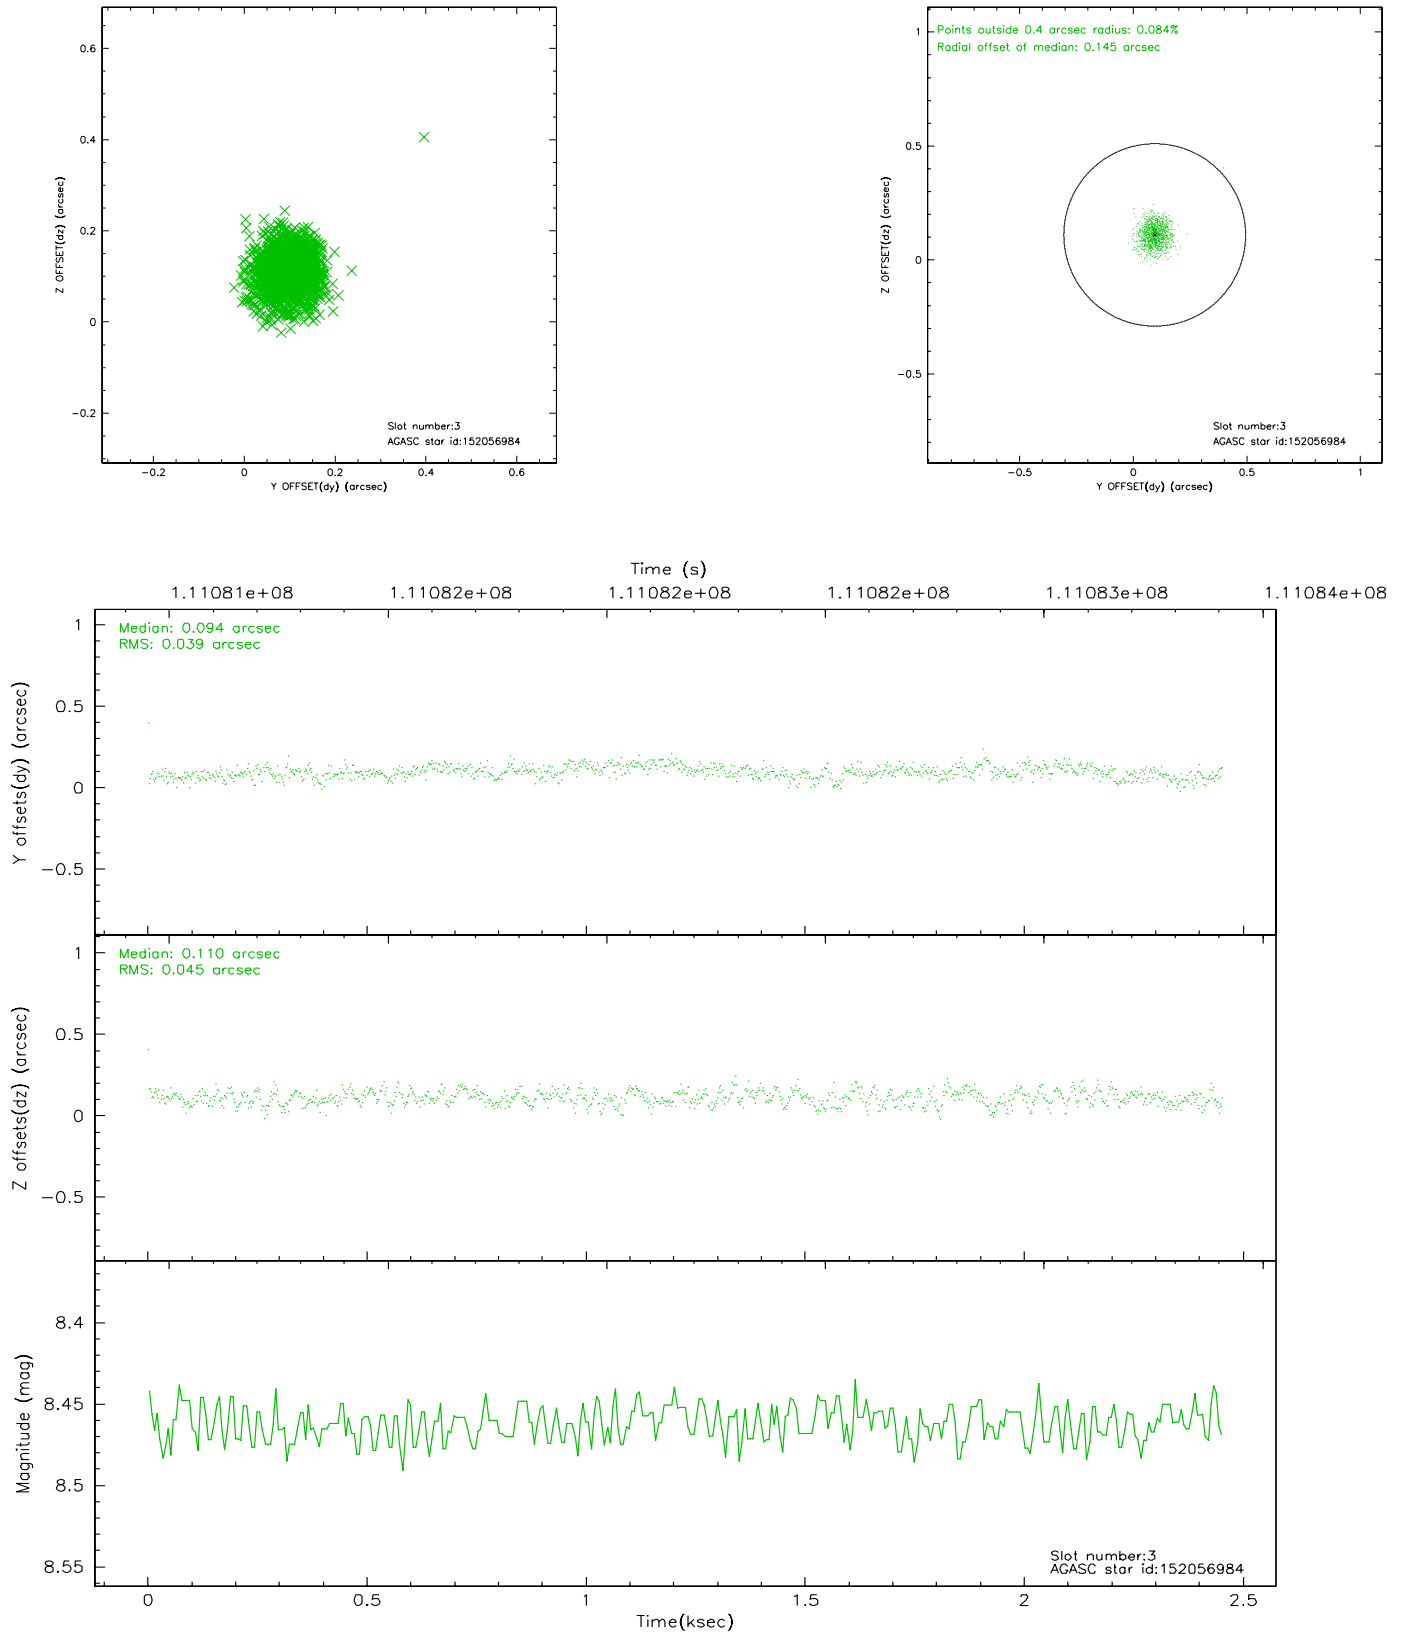 0.6
0.4
0.2
0
−0.2
Z OFFSET(dz) (arcsec)
Slot number:3
AGASC star id:152056984
−0.2 0 0.2 0.4 0.6
Y OFFSET(dy) (arcsec)
Points outside 0.4 arcsec radius: 0.084%
Radial offset of median: 0.145 arcsec
1
0.5
0
−0.5
Z OFFSET(dz) (arcsec)
Slot number:3
AGASC star id:152056984
−0.5 0 0.5 1
Y OFFSET(dy) (arcsec)
Time (s)
1.11081e+08 1.11082e+08 1.11082e+08 1.11082e+08 1.11083e+08 1.11084e+08
Median: 0.094 arcsec
RMS: 0.039 arcsec
1
0.5
0
−0.5
Y offsets(dy) (arcsec)
Median: 0.110 arcsec
RMS: 0.045 arcsec
1
0.5
0
−0.5
Z offsets(dz) (arcsec)
8.4
8.45
8.5
8.55
Magnitude (mag)
Slot number:3
AGASC star id:152056984
0 0.5 1 1.5 2 2.5
Time(ksec)